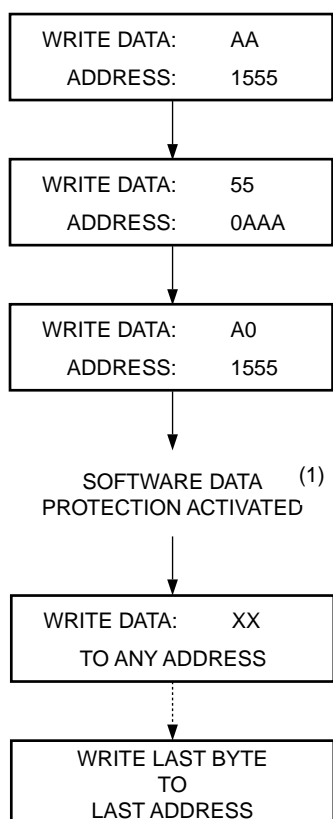 WRITE DATA: AA
ADDRESS: 1555
WRITE DATA: 55
ADDRESS: 0AAA
WRITE DATA: A0
ADDRESS: 1555
SOFTWARE DATA (1)
PROTECTION ACTIVATED
WRITE DATA: XX
TO ANY ADDRESS
WRITE LAST BYTE
TO
LAST ADDRESS